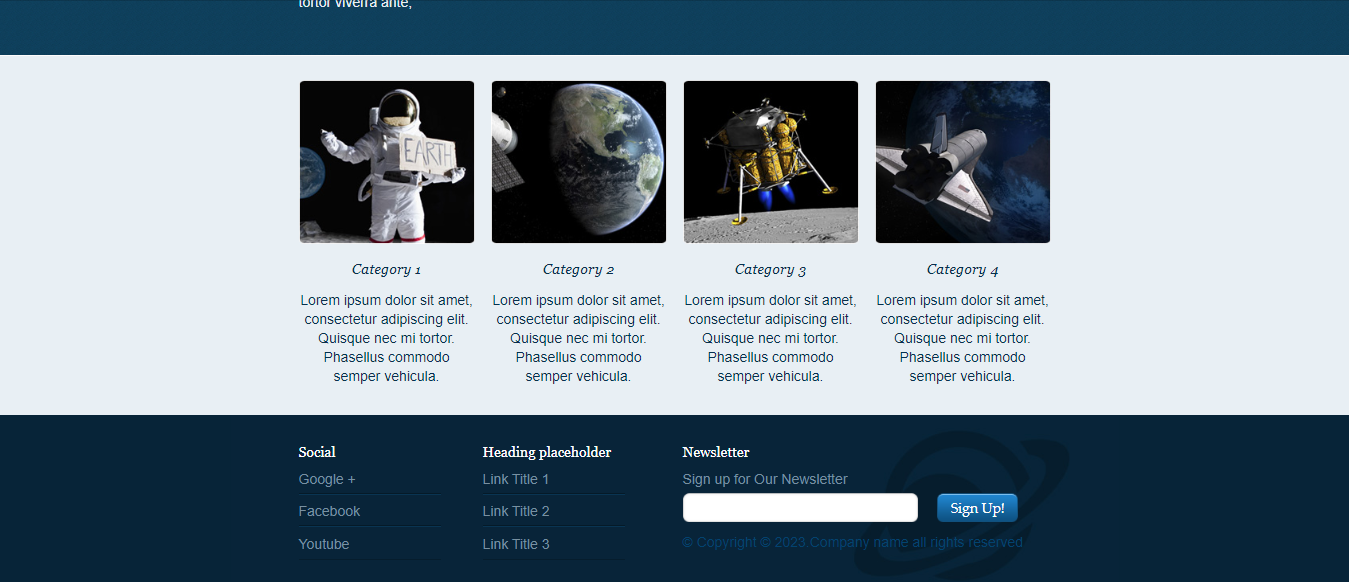 tortor viverra ante,
EARTH
Category 1
Lorem ipsum dolor sit amet,
consectetur adipiscing elit.
Quisque nec mi tortor.
Phasellus commodo
semper vehicula.
Category 2
Lorem ipsum dolor sit amet,
consectetur adipiscing elit.
Quisque nec mi tortor.
Phasellus commodo
semper vehicula.
Category 3
Lorem ipsum dolor sit amet,
consectetur adipiscing elit.
Quisque nec mi tortor.
Phasellus commodo
semper vehicula.
Category 4
Lorem ipsum dolor sit amet,
consectetur adipiscing elit.
Quisque nec mi tortor.
Phasellus commodo
semper vehicula.
Social
Google +
Facebook
Youtube
Heading placeholder
Link Title 1
Link Title 2
Link Title 3
Newsletter
Sign up for Our Newsletter
Sign Up!
© Copyright © 2023.Company name all rights reserved